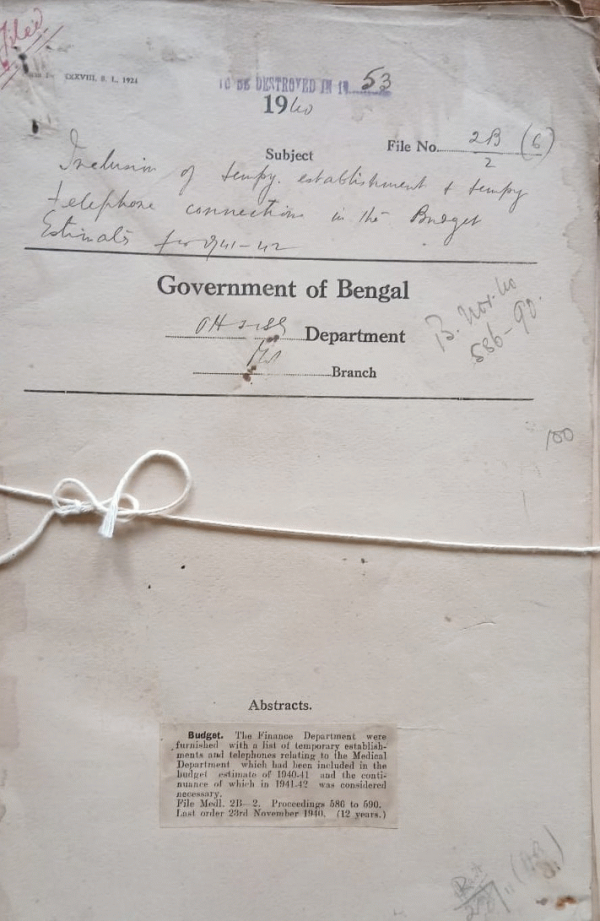 Filed
CXXVIII. S. L. 1924
TO BE DESTROYED IN 19 53
1940
File No. 2B (6)
2
Subject
Inclusion of tempy. establishment & tempy
telephone connections in the Budget
Estimates for 1941-42
Government of Bengal
Department
Branch
B. Nov. 40
586-90.
100
Abstracts.
Budget. The Finance Department were
furnished with a list of temporary establish-
ments and telephones relating to the Medical
Department which had been included in the
budget estimate of 1940-41 and the conti-
nuance of which in 1941-42 was considered
necessary.
File Medl. 2B—2. Proceedings 586 to 590.
Last order 23rd November 1940. (12 years.)